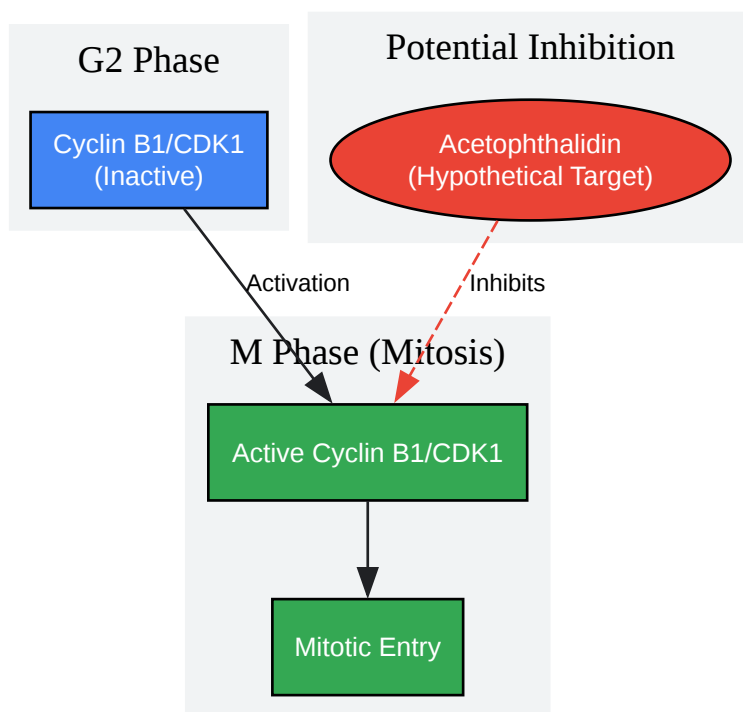 G2 Phase
Cyclin B1/CDK1
(Inactive)
Potential Inhibition
Acetophthalidin
(Hypothetical Target)
Activation
Inhibits
M Phase (Mitosis)
Active Cyclin B1/CDK1
Mitotic Entry